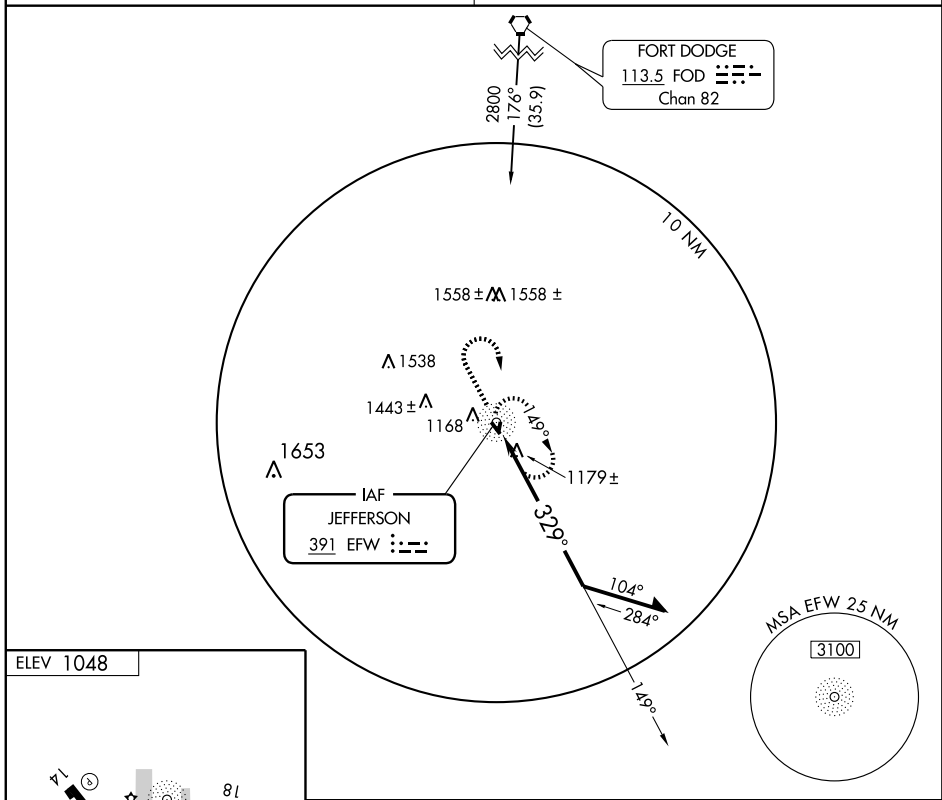 FORT DODGE
113.5 FOD
Chan 82
2800
176°
(35.9)
10 NM
1558 ± 1558 ±
1538
1443 ±
1168
149°
1653
1179 ±
IAF
JEFFERSON
391 EFW
329°
104°
284°
149°
MSA EFW 25 NM
3100
ELEV 1048
14
P
18